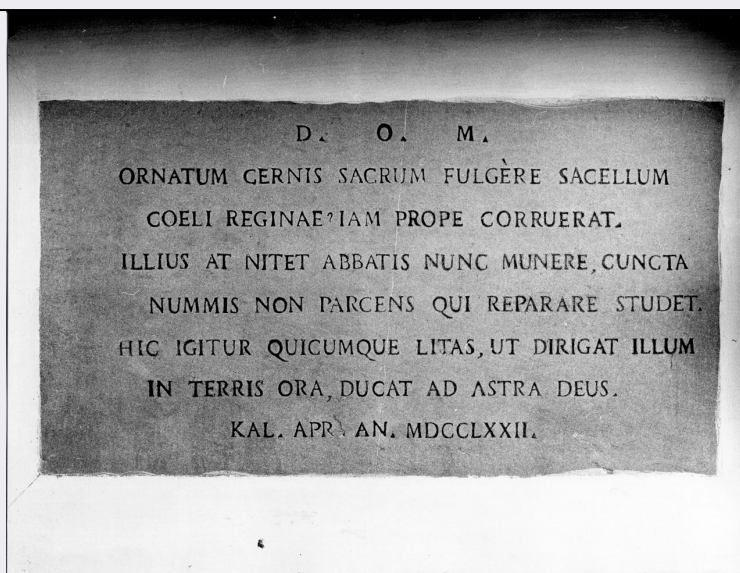 D. O. M.
ORNATUM CERNIS SACRUM FULGÈRE SACELLUM
COELI REGINAE? IAM PROPE CORRUERAT.
ILLIUS AT NITET ABBATIS NUNC MUNERE, CUNCTA
NUMMIS NON PARCENS QUI REPARARE STUDET.
HIC IGITUR QUICUMQUE LITAS, UT DIRIGAT ILLUM
IN TERRIS ORA, DUCAT AD ASTRA DEUS.
KAL. APR. AN. MDCCLXXII.